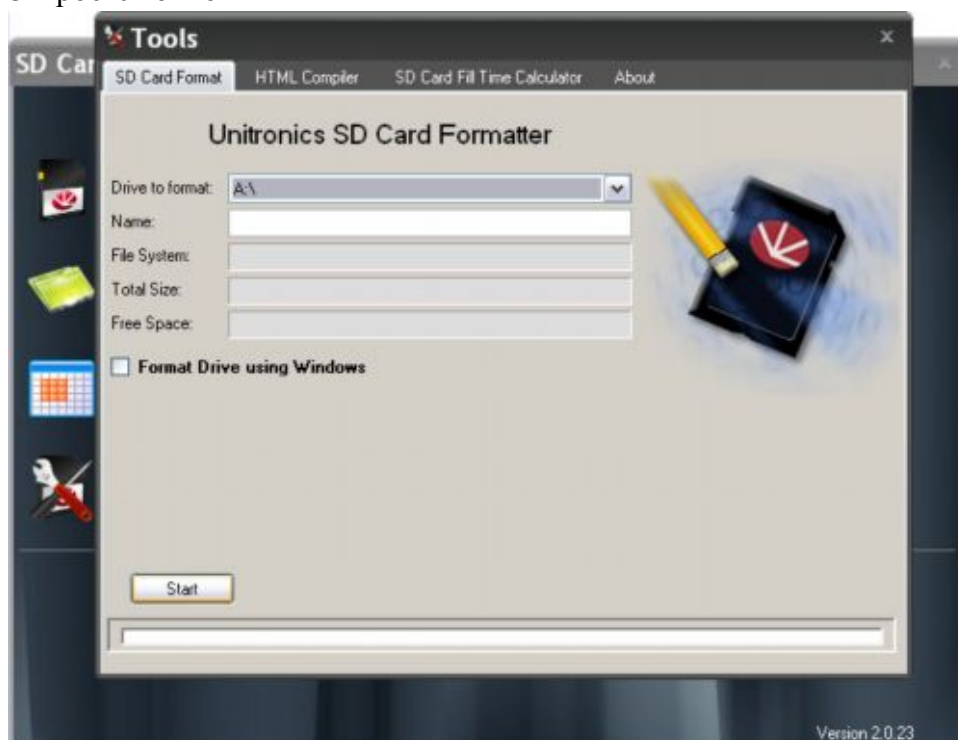 Tools
SD Car
SD Card Format HTML Compiler SD Card Fill Time Calculator About
Unitronics SD Card Formatter
Drive to format: A:\
Name:
File System:
Total Size:
Free Space:
Format Drive using Windows
Start
Version 2.0.23